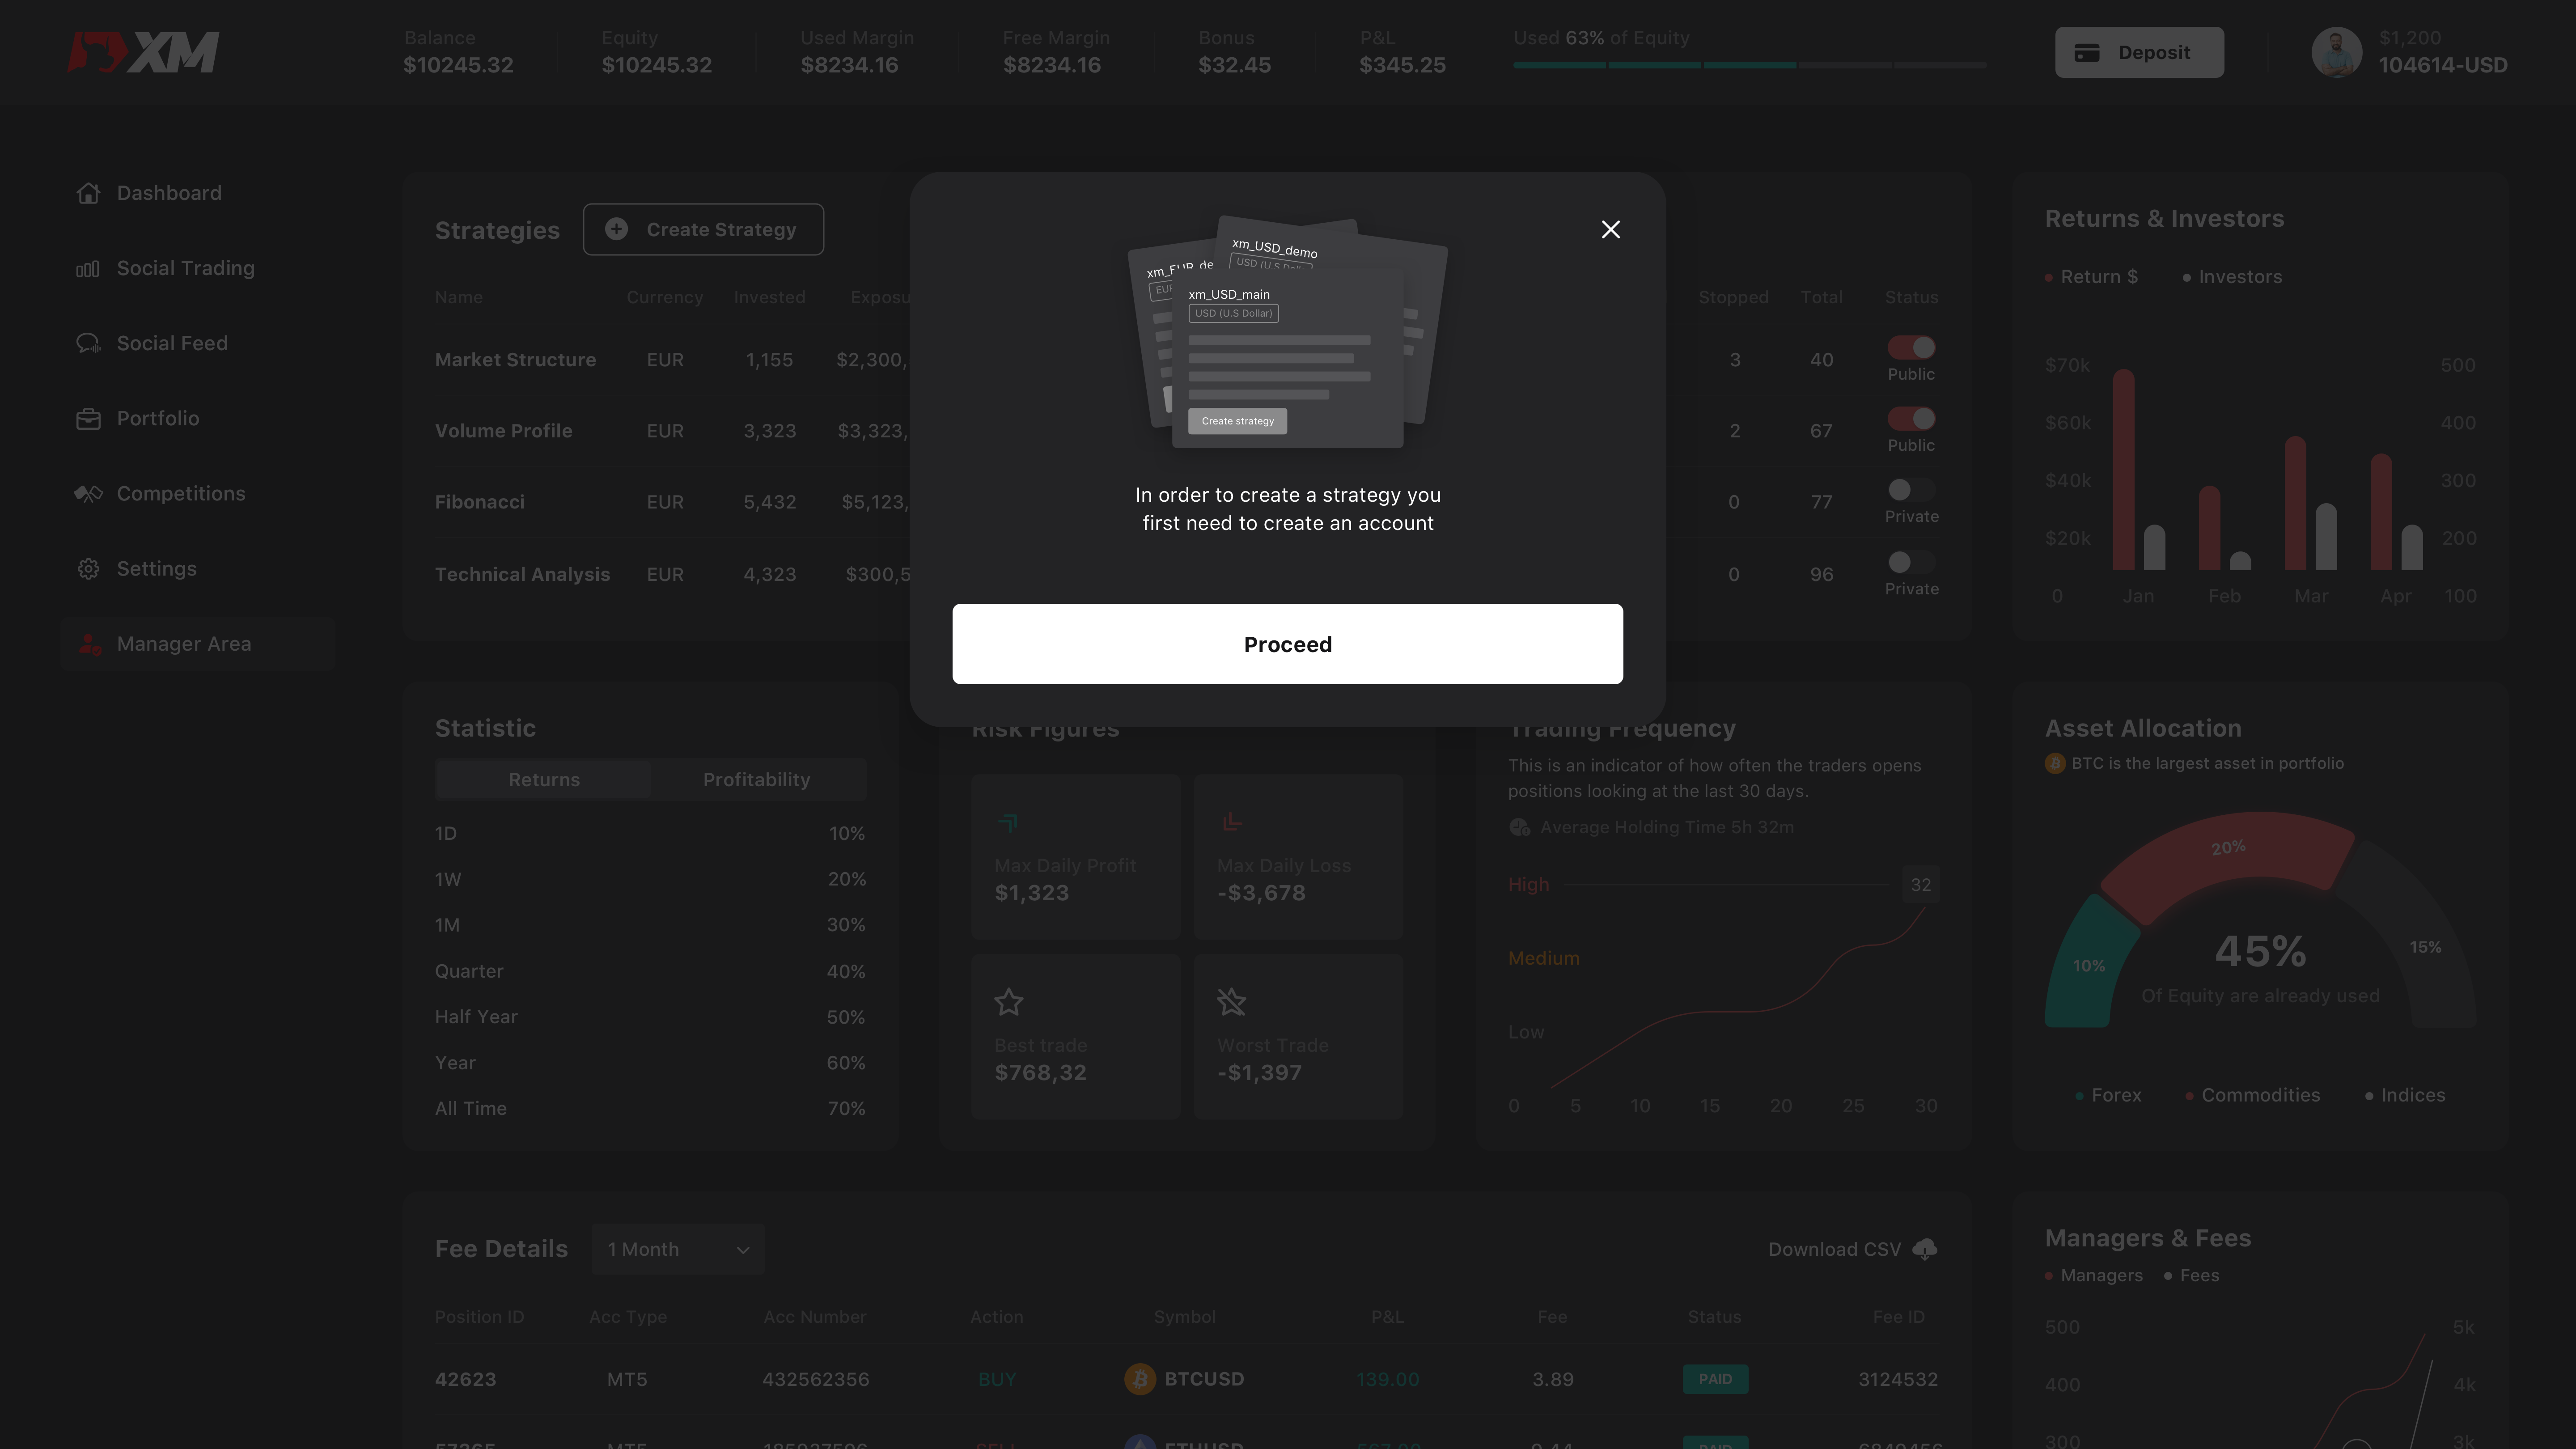 XM
Balance
$10245.32
Equity
$10245.32
Used Margin
$8234.16
Free Margin
$8234.16
Bonus
$32.45
P&L
$345.25
Used 63% of Equity
Deposit
$1,200
104614-USD
Dashboard
Social Trading
Social Feed
Portfolio
Competitions
Settings
Manager Area
Strategies
Create Strategy
Name Currency Invested Stopped Total Status
Market Structure EUR 1,155 $2,300, 3 40 Public
Volume Profile EUR 3,323 $3,323, 2 67 Public
Fibonacci EUR 5,432 $5,123, 0 77 Private
Technical Analysis EUR 4,323 $300,5 0 96 Private
xm_USD_demo
USD (U.S Doll
xm_EUR_de
EUR
xm_USD_main
USD (U.S Dollar)
Create strategy
In order to create a strategy you
first need to create an account
Proceed
Returns & Investors
Return $ Investors
$70k 500
$60k 400
$40k 300
$20k 200
0 Jan Feb Mar Apr 100
Statistic
Returns Profitability
1D 10%
1W 20%
1M 30%
Quarter 40%
Half Year 50%
Year 60%
All Time 70%
Risk Figures
Max Daily Profit
$1,323
Max Daily Loss
-$3,678
Best trade
$768,32
Worst Trade
-$1,397
Trading Frequency
This is an indicator of how often the traders opens
positions looking at the last 30 days.
Average Holding Time 5h 32m
High 32
Medium
Low
0 5 10 15 20 25 30
Asset Allocation
BTC is the largest asset in portfolio
20%
10%
15%
45%
Of Equity are already used
Forex Commodities Indices
Fee Details
1 Month
Download CSV
Position ID Acc Type Acc Number Action Symbol P&L Fee Status Fee ID
42623 MT5 432562356 BUY BTCUSD 139.00 3.89 PAID 3124532
MT5 SELL ETHUSD PAID
Managers & Fees
Managers Fees
500 5k
400 4k
300 3k